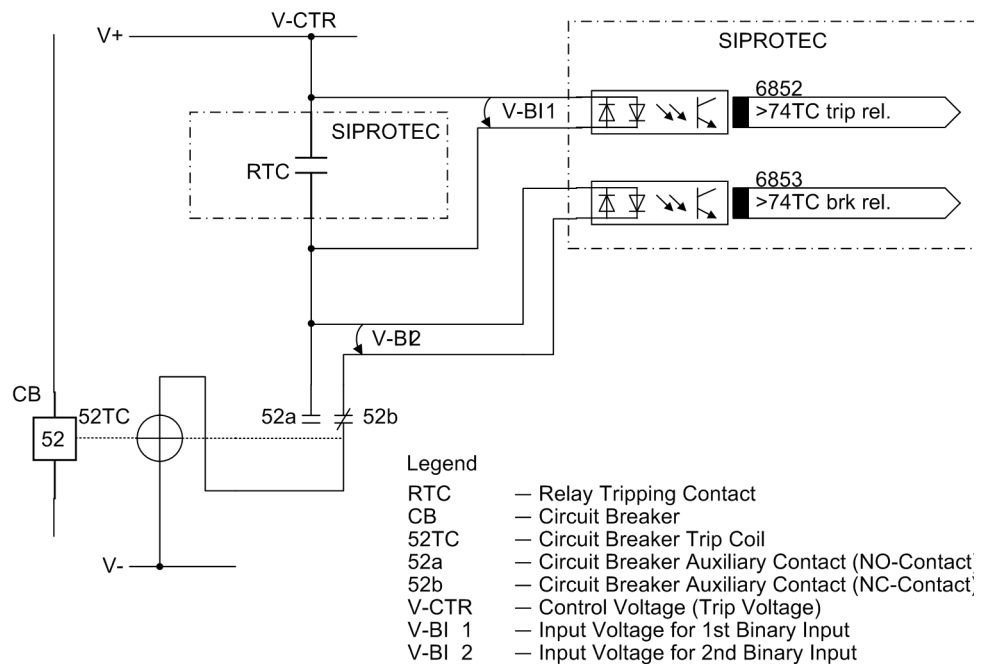 V-CTR
V+
SIPROTEC
6852
>74TC trip rel.
V-BI1
SIPROTEC
RTC
6853
>74TC brk rel.
V-BI2
CB
52TC
52a
52b
52
Legend
RTC — Relay Tripping Contact
CB — Circuit Breaker
52TC — Circuit Breaker Trip Coil
52a — Circuit Breaker Auxiliary Contact (NO-Contact)
52b — Circuit Breaker Auxiliary Contact (NC-Contact)
V-CTR — Control Voltage (Trip Voltage)
V-BI 1 — Input Voltage for 1st Binary Input
V-BI 2 — Input Voltage for 2nd Binary Input
V-